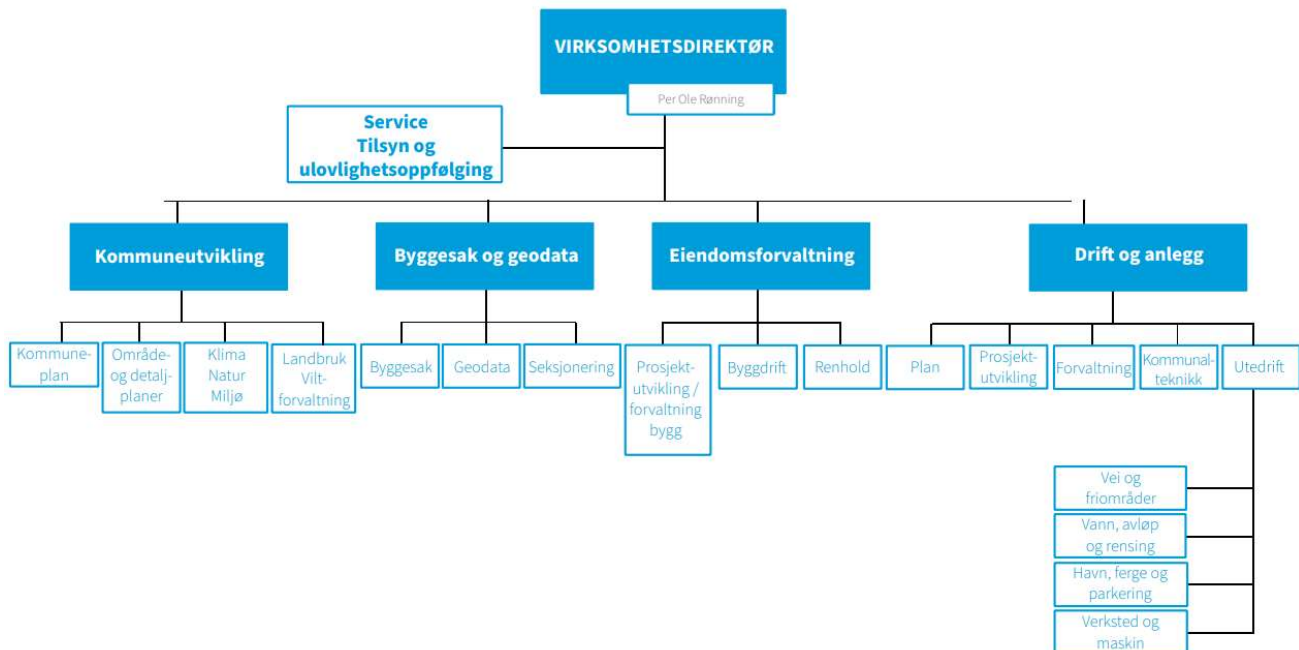 VIRKSOMHETSDIREKTØR
Per Ole Rønning
Service
Tilsyn og
ulovlighetsoppfølging
Kommuneutvikling
Byggesak og geodata
Eiendomsforvaltning
Drift og anlegg
Kommune-
plan
Område-
og detalj-
planer
Klima
Natur
Miljø
Landbruk
Vilt-
forvaltning
Byggesak
Geodata
Seksjonering
Prosjekt-
utvikling /
forvaltning
bygg
Byggdrift
Renhold
Plan
Prosjekt-
utvikling
Forvaltning
Kommunal-
teknikk
Utedrift
Vei og
friområder
Vann, avløp
og rensing
Havn, ferge og
parkering
Verksted og
maskin